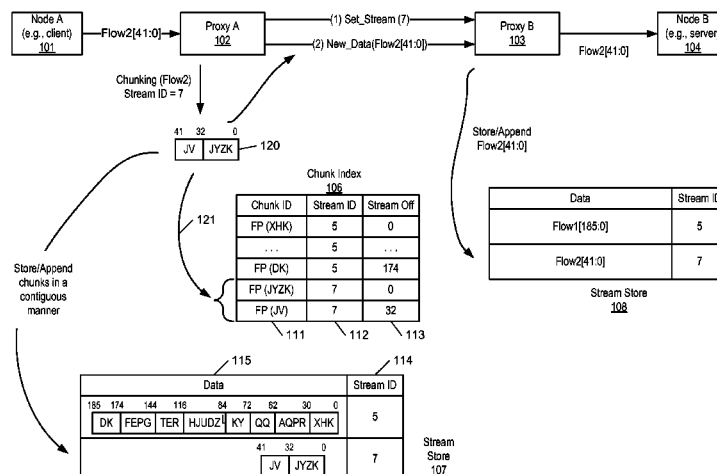 Node A
(e.g., client)
101
Flow2[41:0]
Proxy A
102
(1) Set_Stream (7)
(2) New_Data(Flow2[41:0])
Proxy B
103
Flow2[41:0]
Node B
(e.g., server
104
Chunking (Flow2)
Stream ID = 7
41 32 0
JV JYZK
120
121
Store/Append
Flow2[41:0]
Chunk Index
106
Chunk ID Stream ID Stream Off
FP (XHK) 5 0
. . . 5 . . .
FP (DK) 5 174
FP (JYZK) 7 0
FP (JV) 7 32
111 112 113
Data Stream ID
Flow1[185:0] 5
Flow2[41:0] 7
Stream Store
108
Store/Append
chunks in a
contiguous
manner
115 114
Data Stream ID
185 174 144 116 84 72 62 30 0
DK FEPG TER HJUDZ KY QQ AQPR XHK
5
41 32 0
JV JYZK
7
Stream
Store
107